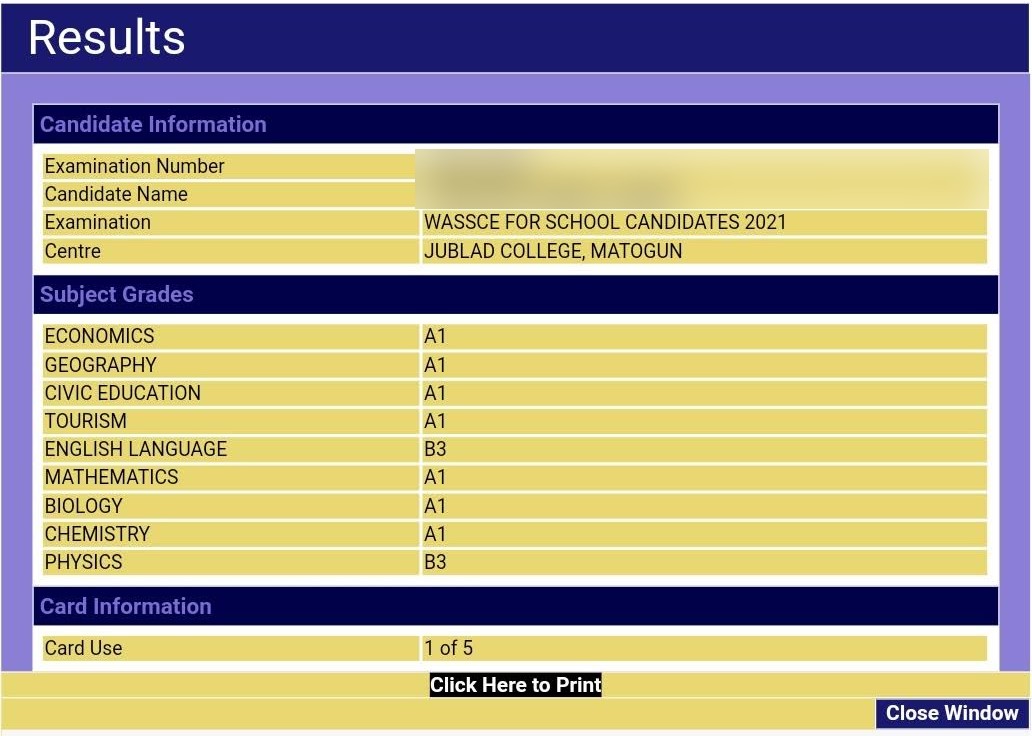 Results
Candidate Information
Examination Number
Candidate Name
Examination WASSCE FOR SCHOOL CANDIDATES 2021
Centre JUBLAD COLLEGE, MATOGUN
Subject Grades
ECONOMICS A1
GEOGRAPHY A1
CIVIC EDUCATION A1
TOURISM A1
ENGLISH LANGUAGE B3
MATHEMATICS A1
BIOLOGY A1
CHEMISTRY A1
PHYSICS B3
Card Information
Card Use 1 of 5
Click Here to Print
Close Window